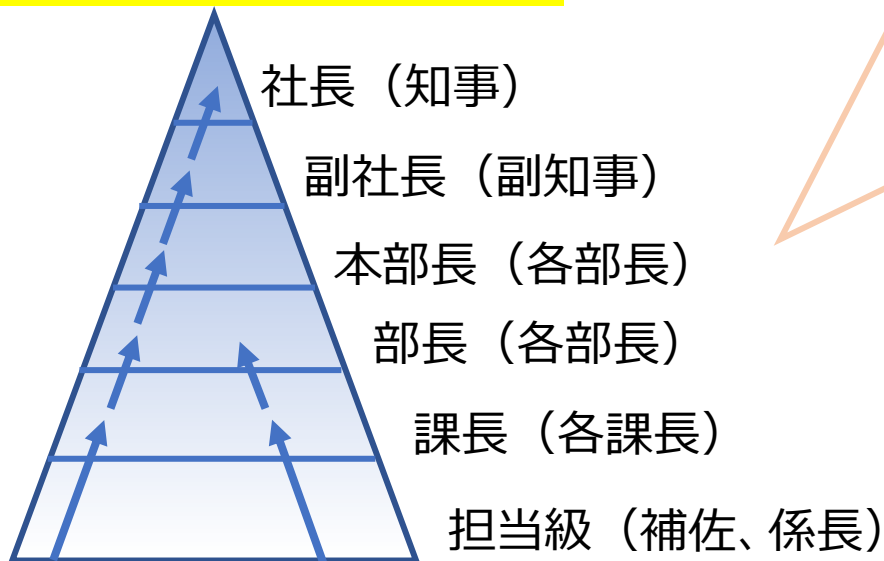 社長（知事）
副社長（副知事）
本部長（各部長）
部長（各部長）
課長（各課長）
担当級（補佐、係長）